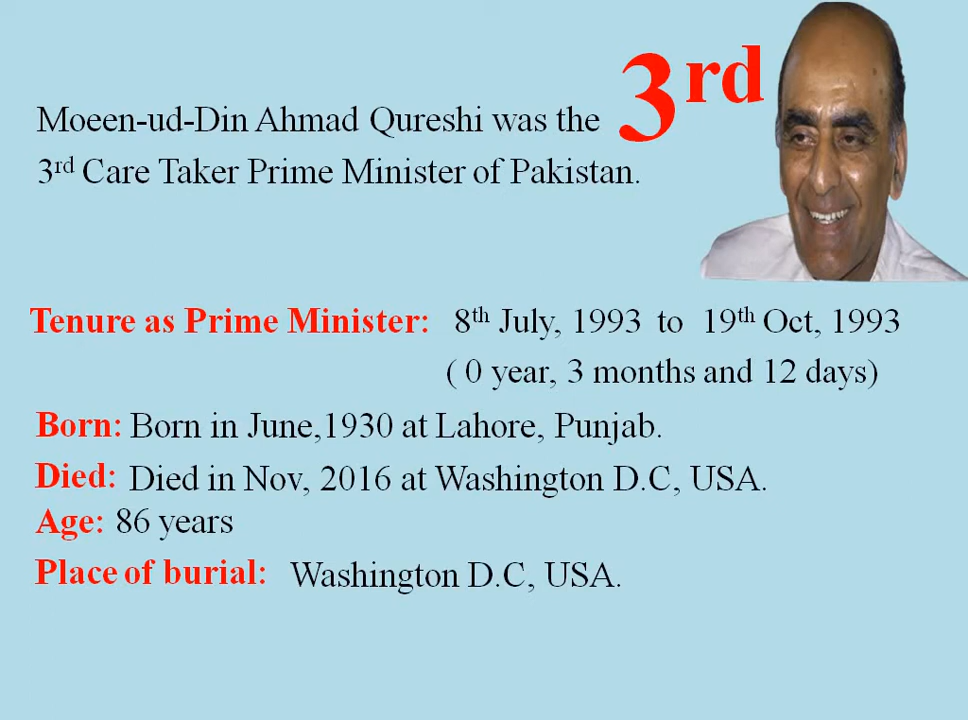 3rd
Moeen-ud-Din Ahmad Qureshi was the
3rd Care Taker Prime Minister of Pakistan.
Tenure as Prime Minister: 8th July, 1993 to 19th Oct, 1993
( 0 year, 3 months and 12 days)
Born: Born in June,1930 at Lahore, Punjab.
Died: Died in Nov, 2016 at Washington D.C, USA.
Age: 86 years
Place of burial: Washington D.C, USA.